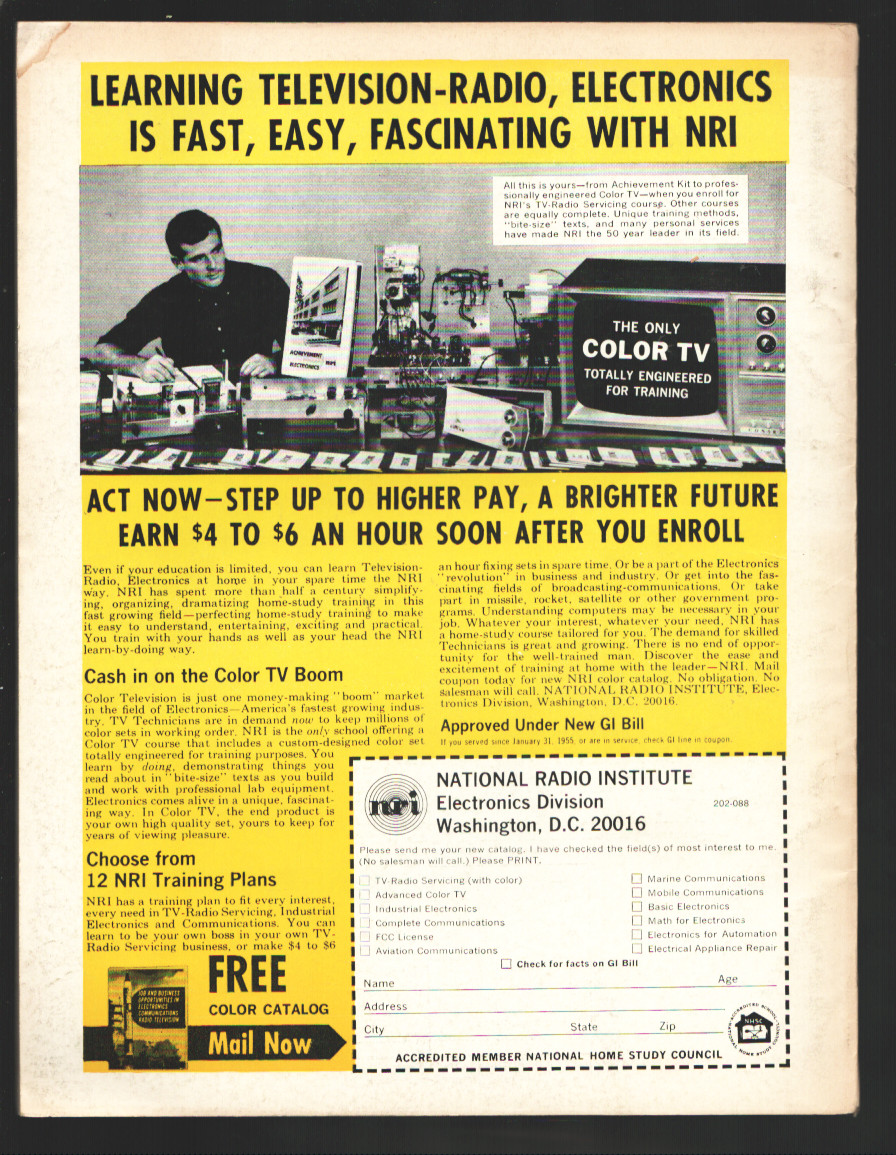 LEARNING TELEVISION-RADIO, ELECTRONICS
IS FAST, EASY, FASCINATING WITH NRI
All this is yours—from Achievement Kit to profes-
sionally engineered Color TV—when you enroll for
NRI's TV-Radio Servicing course. Other courses
are equally complete. Unique training methods,
"bite-size" texts, and many personal services
have made NRI the 50 year leader in its field.
ACHIEVEMENT
ELECTRONICS
THE ONLY
COLOR TV
TOTALLY ENGINEERED
FOR TRAINING
ACT NOW—STEP UP TO HIGHER PAY, A BRIGHTER FUTURE
EARN $4 TO $6 AN HOUR SOON AFTER YOU ENROLL
Even if your education is limited, you can learn Television-
Radio, Electronics at home in your spare time the NRI
way. NRI has spent more than half a century simplify-
ing, organizing, dramatizing home-study training in this
fast growing field—perfecting home-study training to make
it easy to understand, entertaining, exciting and practical.
You train with your hands as well as your head the NRI
learn-by-doing way.
Cash in on the Color TV Boom
Color Television is just one money-making "boom" market
in the field of Electronics—America's fastest growing indus-
try. TV Technicians are in demand now to keep millions of
color sets in working order. NRI is the only school offering a
Color TV course that includes a custom-designed color set
totally engineered for training purposes. You
learn by doing, demonstrating things you
read about in "bite-size" texts as you build
and work with professional lab equipment.
Electronics comes alive in a unique, fascinat-
ing way. In Color TV, the end product is
your own high quality set, yours to keep for
years of viewing pleasure.
Choose from
12 NRI Training Plans
NRI has a training plan to fit every interest,
every need in TV-Radio Servicing, Industrial
Electronics and Communications. You can
learn to be your own boss in your own TV-
Radio Servicing business, or make $4 to $6
an hour fixing sets in spare time. Or be a part of the Electronics
"revolution" in business and industry. Or get into the fas-
cinating fields of broadcasting-communications. Or take
part in missile, rocket, satellite or other government pro-
grams. Understanding computers may be necessary in your
job. Whatever your interest, whatever your need, NRI has
a home-study course tailored for you. The demand for skilled
Technicians is great and growing. There is no end of oppor-
tunity for the well-trained man. Discover the ease and
excitement of training at home with the leader—NRI. Mail
coupon today for new NRI color catalog. No obligation. No
salesman will call. NATIONAL RADIO INSTITUTE, Elec-
tronics Division, Washington, D.C. 20016.
Approved Under New GI Bill
If you served since January 31, 1955, or are in service, check GI line in coupon.
JOB AND BUSINESS
OPPORTUNITIES IN
ELECTRONICS
COMMUNICATIONS
RADIO TELEVISION
FREE
COLOR CATALOG
Mail Now
nri
NATIONAL RADIO INSTITUTE
Electronics Division
202-088
Washington, D.C. 20016
Please send me your new catalog. I have checked the field(s) of most interest to me.
(No salesman will call.) Please PRINT.
TV-Radio Servicing (with color)
Advanced Color TV
Industrial Electronics
Complete Communications
FCC License
Aviation Communications
Marine Communications
Mobile Communications
Basic Electronics
Math for Electronics
Electronics for Automation
Electrical Appliance Repair
Check for facts on GI Bill
Name Age
Address
City State Zip
ACCREDITED MEMBER NATIONAL HOME STUDY COUNCIL
NHSC